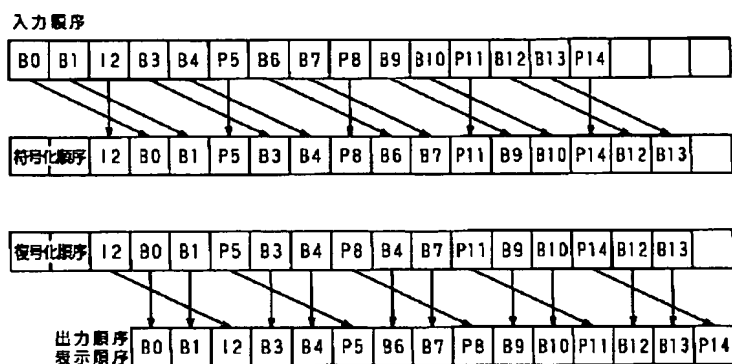 入力順序
B0 B1 I2 B3 B4 P5 B6 B7 P8 B9 B10 P11 B12 B13 P14
符号化順序 I2 B0 B1 P5 B3 B4 P8 B6 B7 P11 B9 B10 P14 B12 B13
復号化順序 I2 B0 B1 P5 B3 B4 P8 B4 B7 P11 B9 B10 P14 B12 B13
出力順序
表示順序
B0 B1 I2 B3 B4 P5 B6 B7 P8 B9 B10 P11 B12 B13 P14